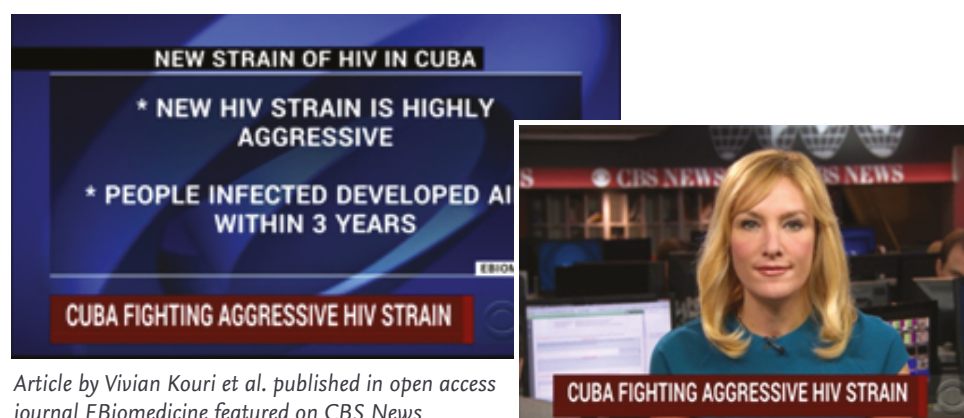 NEW STRAIN OF HIV IN CUBA
* NEW HIV STRAIN IS HIGHLY
AGGRESSIVE
* PEOPLE INFECTED DEVELOPED
WITHIN 3 YEARS
CUBA FIGHTING AGGRESSIVE HIV STRAIN
CBS NEWS
NEWS
CUBA FIGHTING AGGRESSIVE HIV STRAIN
Article by Vivian Kouri et al. published in open access
journal EBiomedicine featured on CBS News